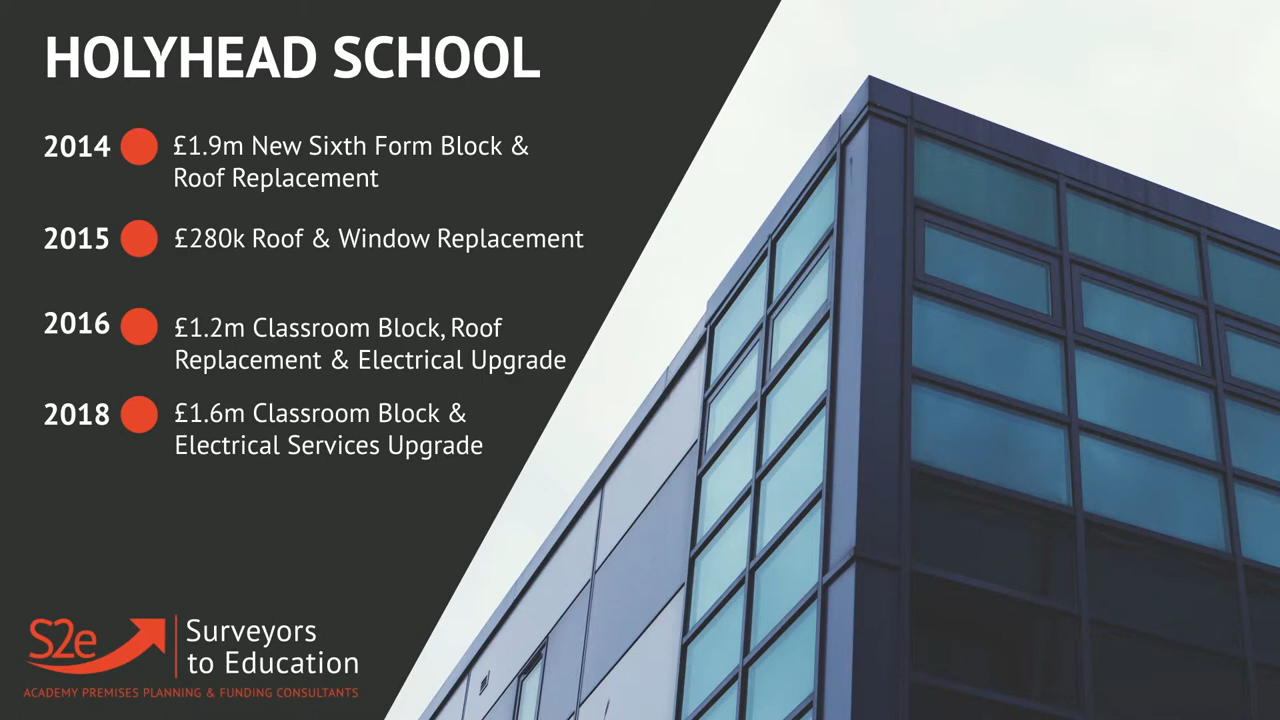 HOLYHEAD SCHOOL
2014 £1.9m New Sixth Form Block &
Roof Replacement
2015 £280k Roof & Window Replacement
2016 £1.2m Classroom Block, Roof
Replacement & Electrical Upgrade
2018 £1.6m Classroom Block &
Electrical Services Upgrade
S2e Surveyors
to Education
ACADEMY PREMISES PLANNING & FUNDING CONSULTANTS